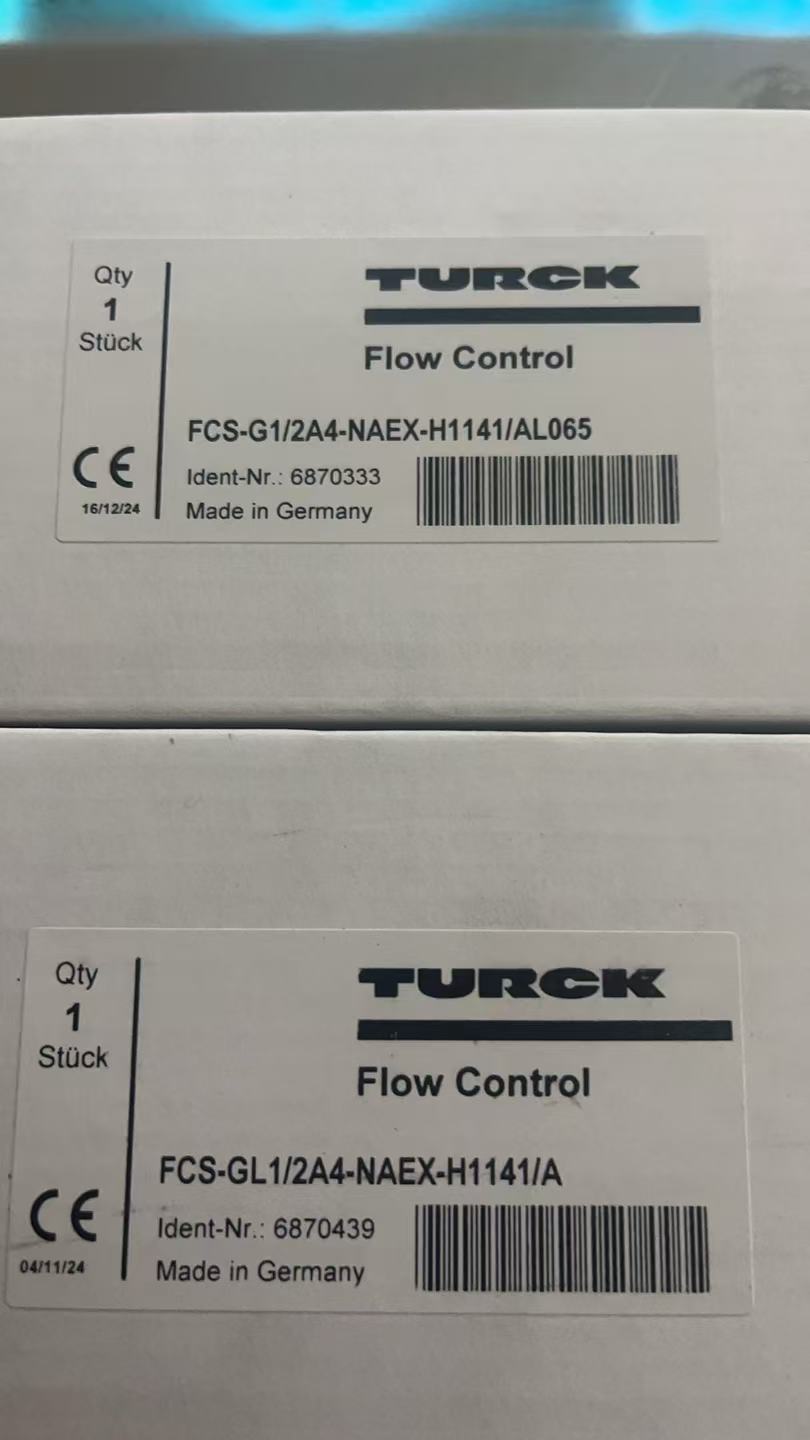 Qty
1
Stück
TURCK
Flow Control
FCS-G1/2A4-NAEX-H1141/AL065
Ident-Nr.: 6870333
Made in Germany
CE
16/12/24
Qty
1
Stück
TURCK
Flow Control
FCS-GL1/2A4-NAEX-H1141/A
Ident-Nr.: 6870439
Made in Germany
CE
04/11/24